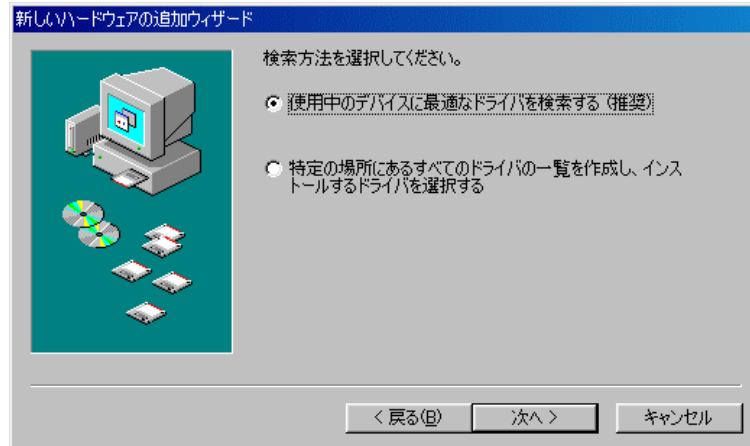 新しいハードウェアの追加ウィザード
検索方法を選択してください。
使用中のデバイスに最適なドライバを検索する (推奨)
特定の場所にあるすべてのドライバの一覧を作成し、インス
トールするドライバを選択する
< 戻る(B)
次へ >
キャンセル